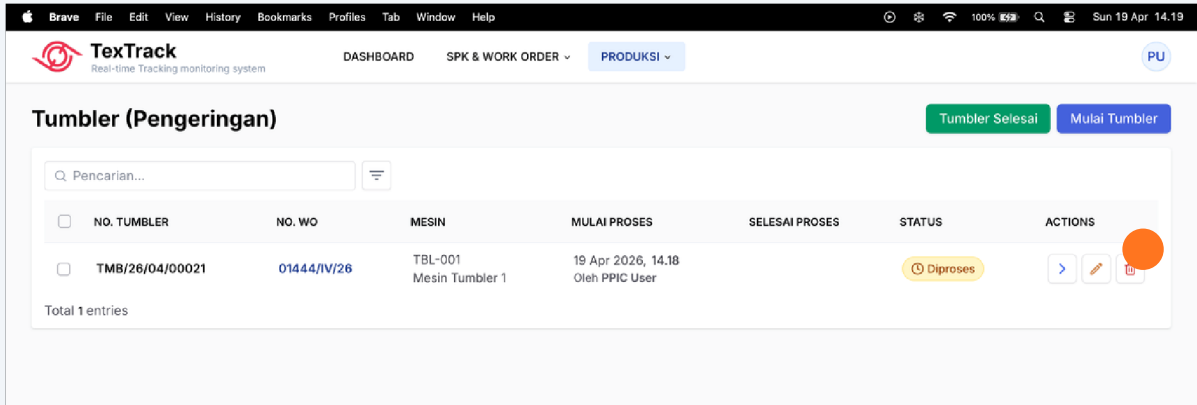 Brave File Edit View History Bookmarks Profiles Tab Window Help 100% Sun 19 Apr 14.19
TexTrack
Real-time Tracking monitoring system
DASHBOARD SPK & WORK ORDER PRODUKSI PU
Tumbler (Pengeringan) Tumbler Selesai Mulai Tumbler
Pencarian...
NO. TUMBLER NO. WO MESIN MULAI PROSES SELESAI PROSES STATUS ACTIONS
TMB/26/04/00021 01444/IV/26 TBL-001 19 Apr 2026, 14.18 Diproses
Mesin Tumbler 1 Oleh PPIC User
Total 1 entries